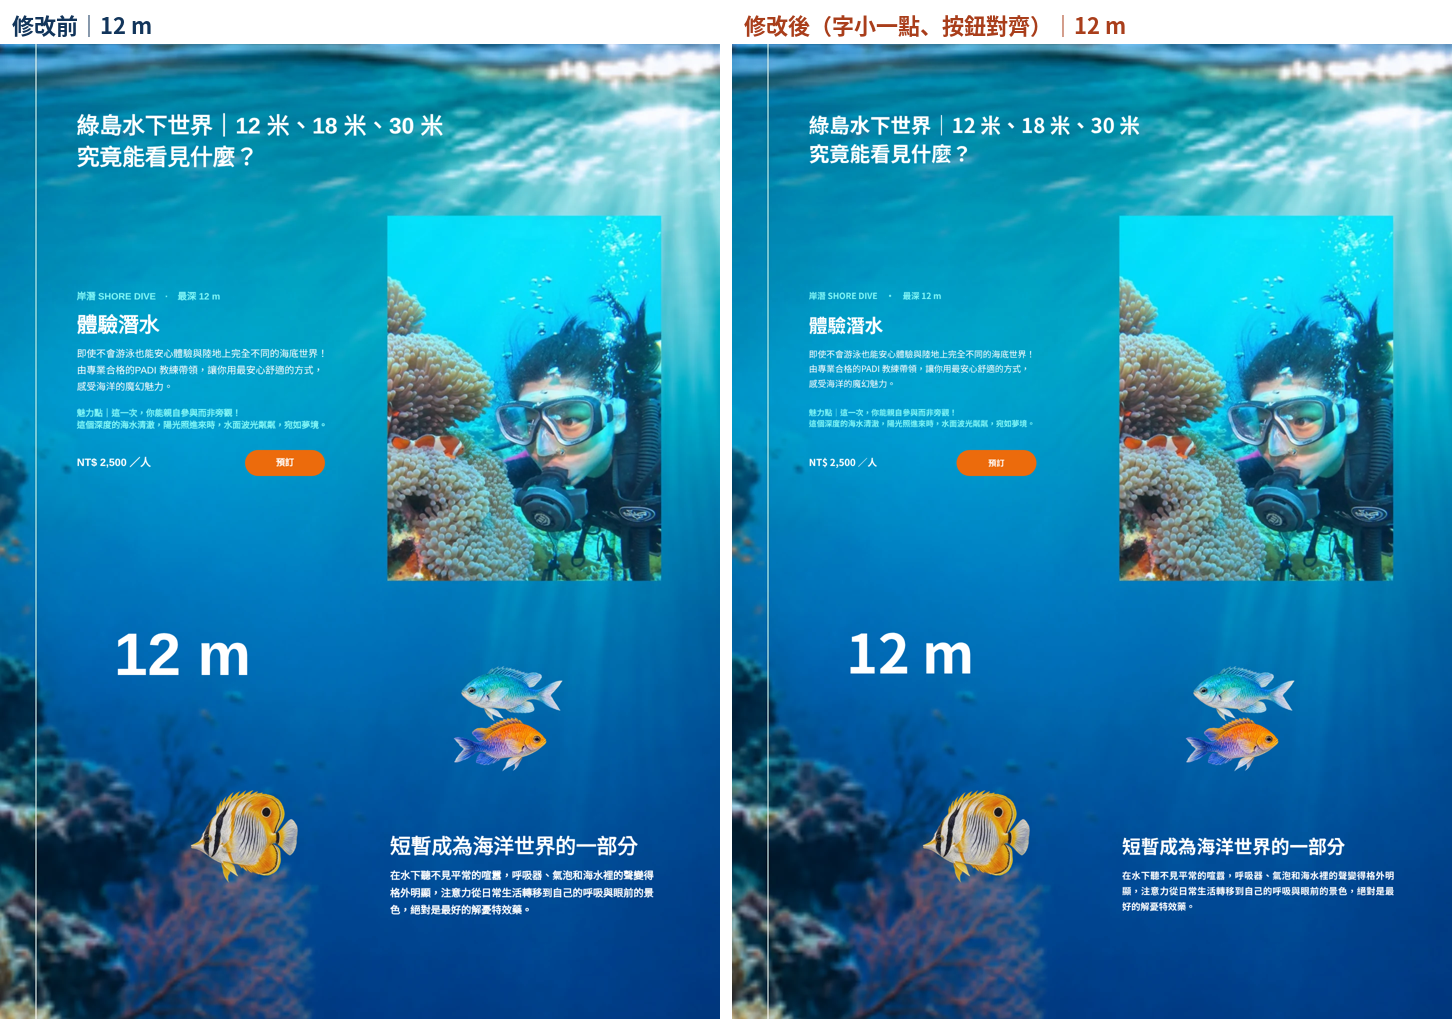 修改前｜12 m
綠島水下世界｜12 米、18 米、30 米
究竟能看見什麼？
岸潛 SHORE DIVE · 最深 12 m
體驗潛水
即使不會游泳也能安心體驗與陸地上完全不同的海底世界！
由專業合格的PADI 教練帶領，讓你用最安心舒適的方式，
感受海洋的魔幻魅力。
魅力點｜這一次，你能親自參與而非旁觀！
這個深度的海水清澈，陽光照進來時，水面波光粼粼，宛如夢境。
NT$ 2,500 ／人
預訂
12 m
短暫成為海洋世界的一部分
在水下聽不見平常的喧囂，呼吸器、氣泡和海水裡的聲變得
格外明顯，注意力從日常生活轉移到自己的呼吸與眼前的景
色，絕對是最好的解憂特效藥。
修改後（字小一點、按鈕對齊）｜12 m
綠島水下世界｜12 米、18 米、30 米
究竟能看見什麼？
岸潛 SHORE DIVE · 最深 12 m
體驗潛水
即使不會游泳也能安心體驗與陸地上完全不同的海底世界！
由專業合格的PADI 教練帶領，讓你用最安心舒適的方式，
感受海洋的魔幻魅力。
魅力點｜這一次，你能親自參與而非旁觀！
這個深度的海水清澈，陽光照進來時，水面波光粼粼，宛如夢境。
NT$ 2,500 ／人
預訂
12 m
短暫成為海洋世界的一部分
在水下聽不見平常的喧囂，呼吸器、氣泡和海水裡的聲變得格外明
顯，注意力從日常生活轉移到自己的呼吸與眼前的景色，絕對是最
好的解憂特效藥。